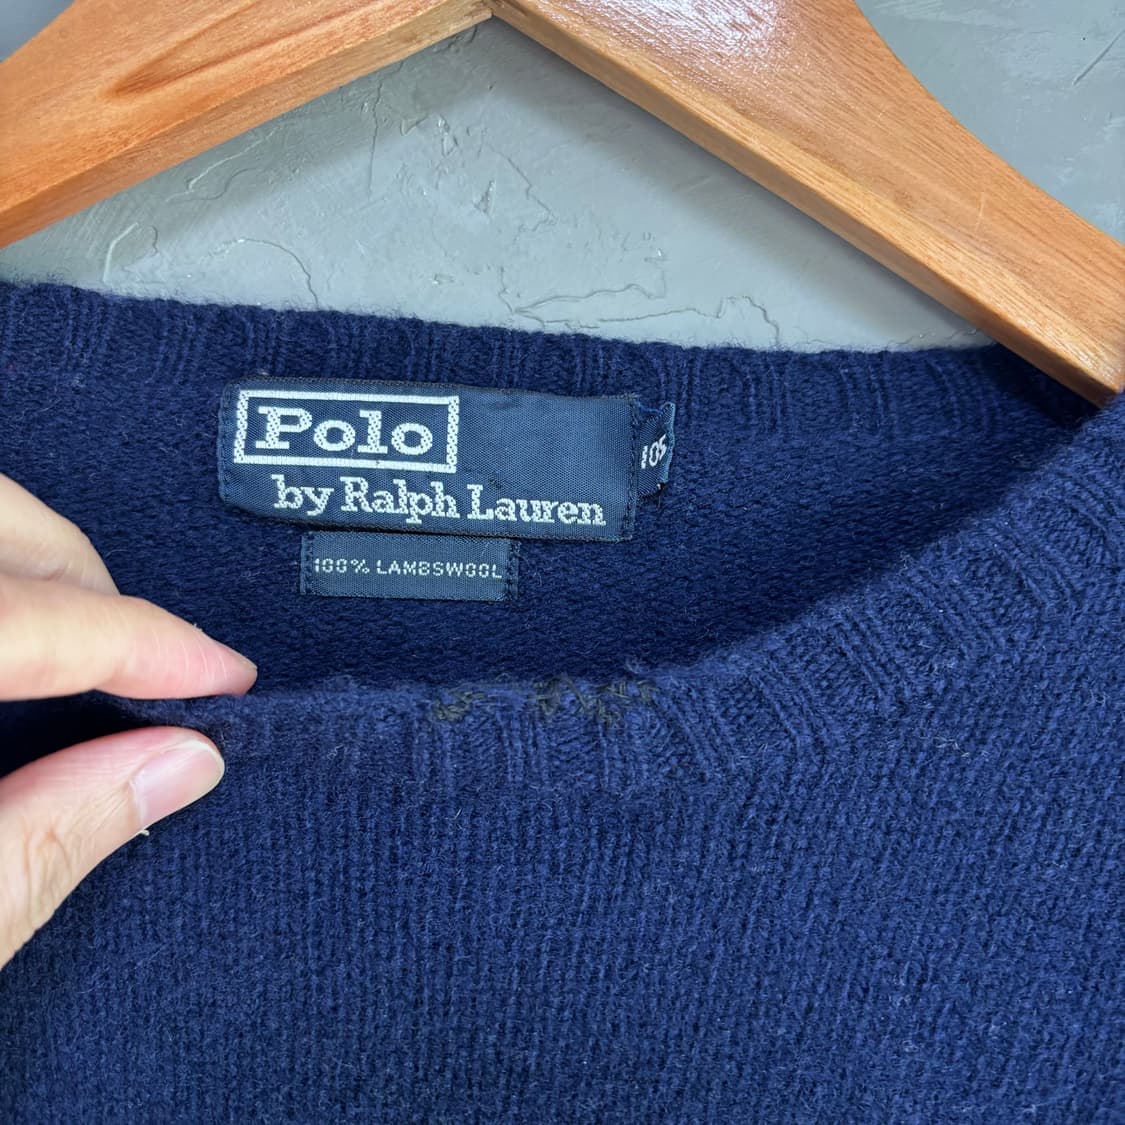 Polo
by Ralph Lauren
105
100% LAMBSWOOL